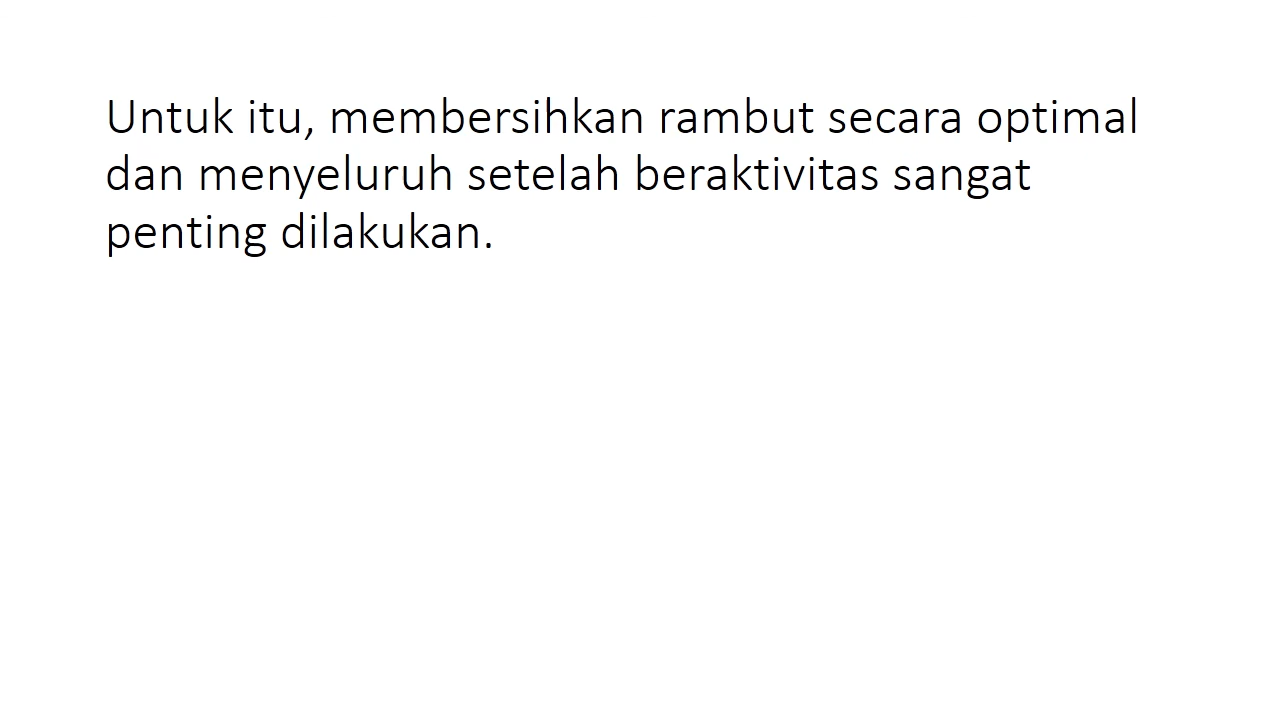 Untuk itu, membersihkan rambut secara optimal
dan menyeluruh setelah beraktivitas sangat
penting dilakukan.